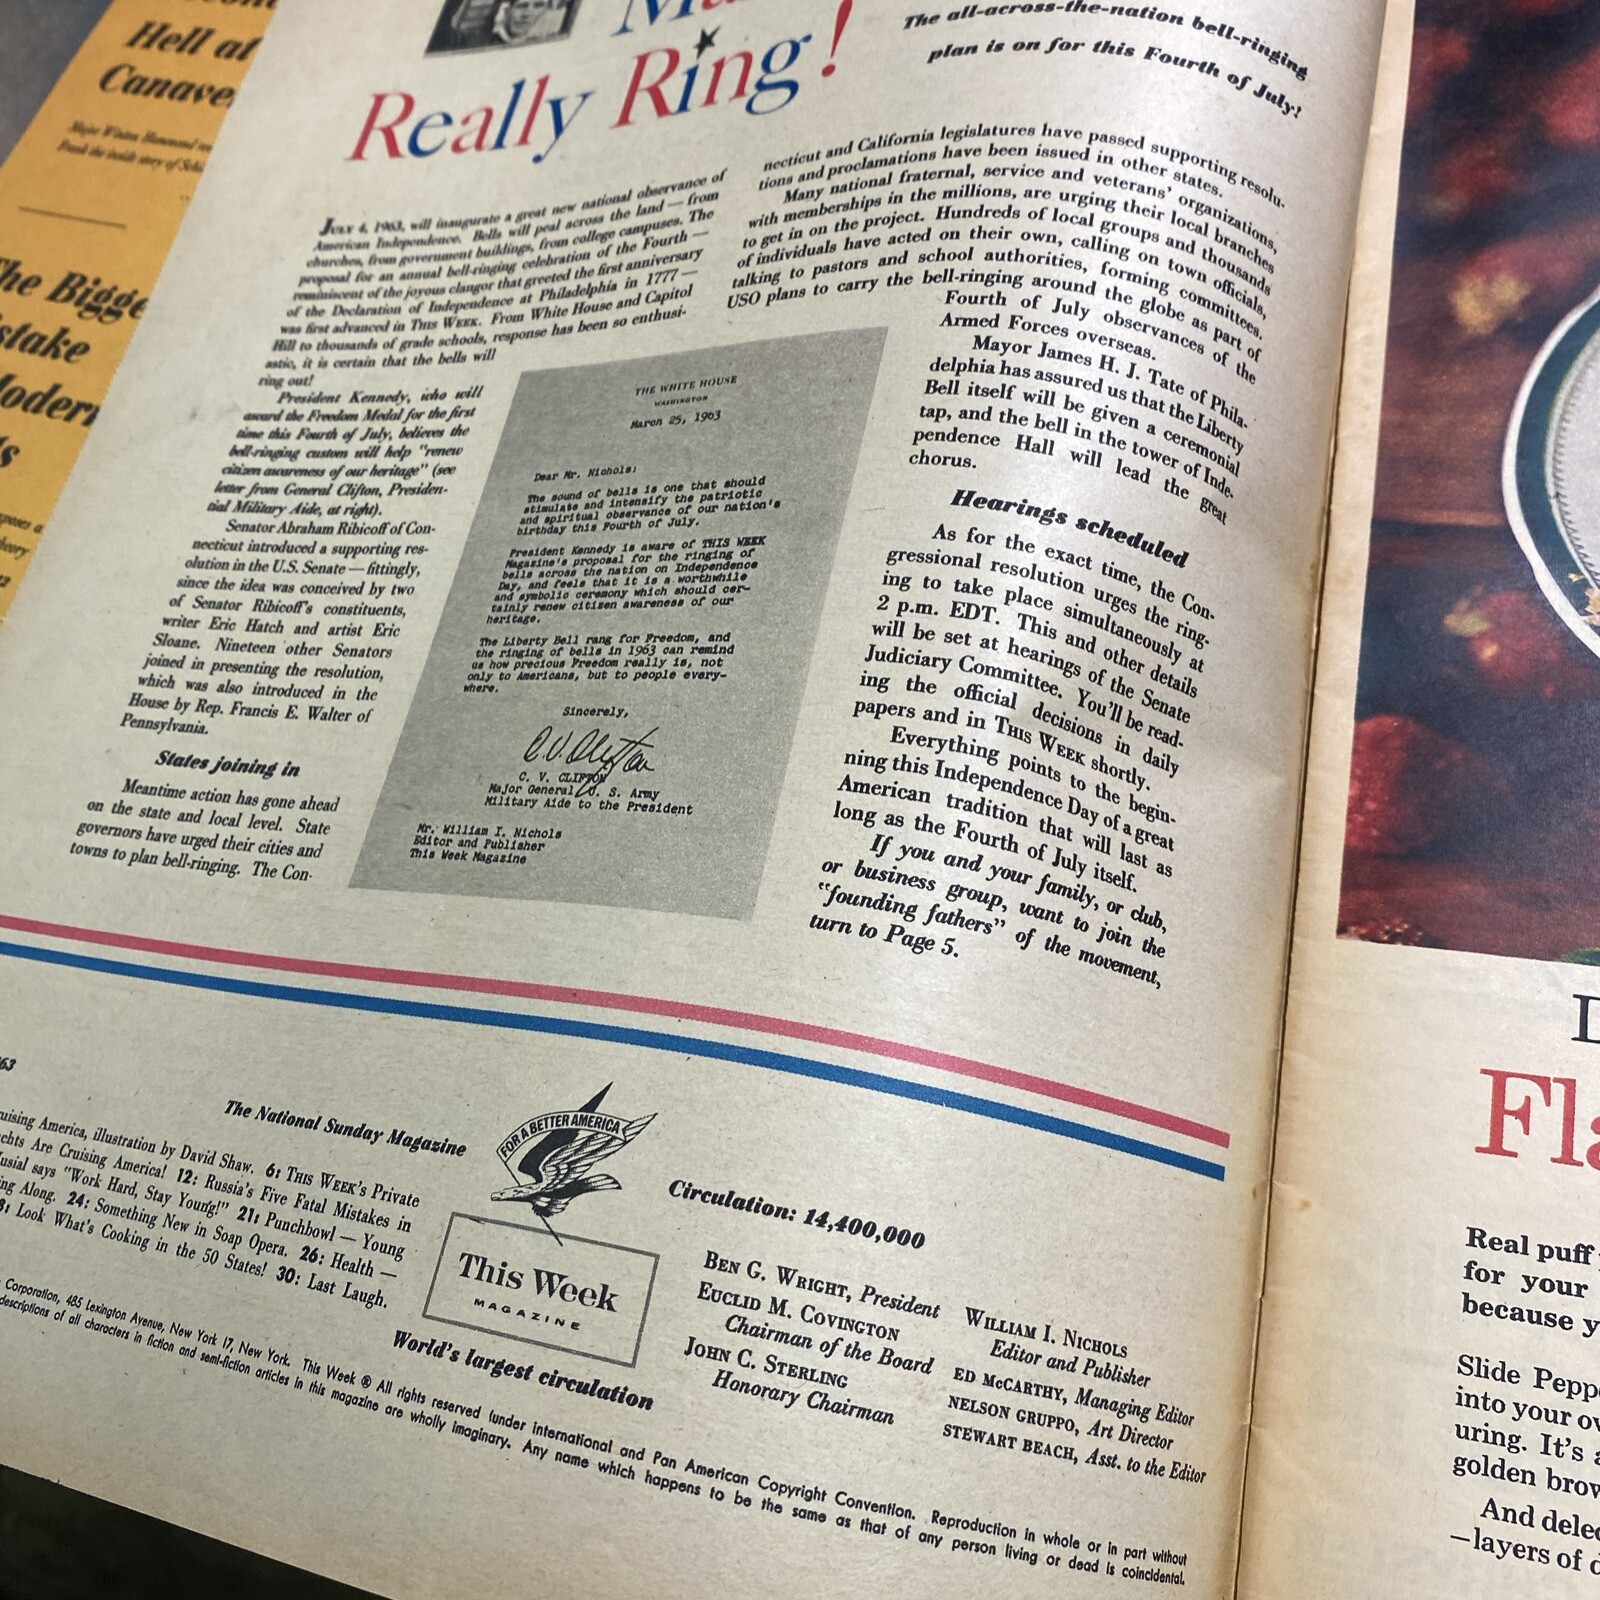 Hell at
Really Ring!
The all-across-the-nation bell-ringing
plan is on for this Fourth of July!
JULY 4, 1963, will inaugurate a great new national observance of
American Independence. Bells will peal across the land — from
churches, from government buildings, from college campuses. The
proposal for an annual bell-ringing celebration of the Fourth —
reminiscent of the joyous clangor that greeted the first anniversary
of the Declaration of Independence at Philadelphia in 1777 —
was first advanced in THIS WEEK. From White House and Capitol
Hill to thousands of grade schools, response has been so enthusi-
astic, it is certain that the bells will
ring out!
President Kennedy, who will
award the Freedom Medal for the first
time this Fourth of July, believes the
bell-ringing custom will help "renew
citizen awareness of our heritage" (see
letter from General Clifton, Presiden-
tial Military Aide, at right).
Senator Abraham Ribicoff of Con-
necticut introduced a supporting res-
olution in the U.S. Senate — fittingly,
since the idea was conceived by two
of Senator Ribicoff's constituents,
writer Eric Hatch and artist Eric
Sloane. Nineteen other Senators
joined in presenting the resolution,
which was also introduced in the
House by Rep. Francis E. Walter of
Pennsylvania.
States joining in
Meantime action has gone ahead
on the state and local level. State
governors have urged their cities and
towns to plan bell-ringing. The Con-
THE WHITE HOUSE
WASHINGTON
March 25, 1963
Dear Mr. Nichols:
The sound of bells is one that should
stimulate and intensify the patriotic
and spiritual observance of our nation's
birthday this Fourth of July.
President Kennedy is aware of THIS WEEK
Magazine's proposal for the ringing of
bells across the nation on Independence
Day, and feels that it is a worthwhile
and symbolic ceremony which should cer-
tainly renew citizen awareness of our
heritage.
The Liberty Bell rang for Freedom, and
the ringing of bells in 1963 can remind
us how precious Freedom really is, not
only to Americans, but to people every-
where.
Sincerely,
C. V. Clifton
C. V. CLIFTON
Major General U. S. Army
Military Aide to the President
Mr. William I. Nichols
Editor and Publisher
This Week Magazine
necticut and California legislatures have passed supporting resolu-
tions and proclamations have been issued in other states.
Many national fraternal, service and veterans' organizations,
with memberships in the millions, are urging their local branches
to get in on the project. Hundreds of local groups and thousands
of individuals have acted on their own, calling on town officials,
talking to pastors and school authorities, forming committees.
USO plans to carry the bell-ringing around the globe as part of
Fourth of July observances of the
Armed Forces overseas.
Mayor James H. J. Tate of Phila-
delphia has assured us that the Liberty
Bell itself will be given a ceremonial
tap, and the bell in the tower of Inde-
pendence Hall will lead the great
chorus.
Hearings scheduled
As for the exact time, the Con-
gressional resolution urges the ring-
ing to take place simultaneously at
2 p.m. EDT. This and other details
will be set at hearings of the Senate
Judiciary Committee. You'll be read-
ing the official decisions in daily
papers and in THIS WEEK shortly.
Everything points to the begin-
ning this Independence Day of a great
American tradition that will last as
long as the Fourth of July itself.
If you and your family, or club,
or business group, want to join the
"founding fathers" of the movement,
turn to Page 5.
The National Sunday Magazine
America, illustration by David Shaw. 6: THIS WEEK's Private
Are Cruising America! 12: Russia's Five Fatal Mistakes in
says "Work Hard, Stay Young!" 21: Punchbowl — Young
Along. 24: Something New in Soap Opera. 26: Health —
Look What's Cooking in the 50 States! 30: Last Laugh.
Corporation, 485 Lexington Avenue, New York 17, New York. This Week ® All rights reserved (under International and Pan American Copyright Convention. Reproduction in whole or in part without
descriptions of all characters in fiction and semi-fiction articles in this magazine are wholly imaginary. Any name which happens to be the same as that of any person living or dead is coincidental.
FOR A BETTER AMERICA
This Week
MAGAZINE
World's largest circulation
Circulation: 14,400,000
BEN G. WRIGHT, President
EUCLID M. COVINGTON
Chairman of the Board
JOHN C. STERLING
Honorary Chairman
WILLIAM I. NICHOLS
Editor and Publisher
ED McCARTHY, Managing Editor
NELSON GRUPPO, Art Director
STEWART BEACH, Asst. to the Editor
Real puff
for your
because
Slide
into your
uring. It's
golden
And
—layers of